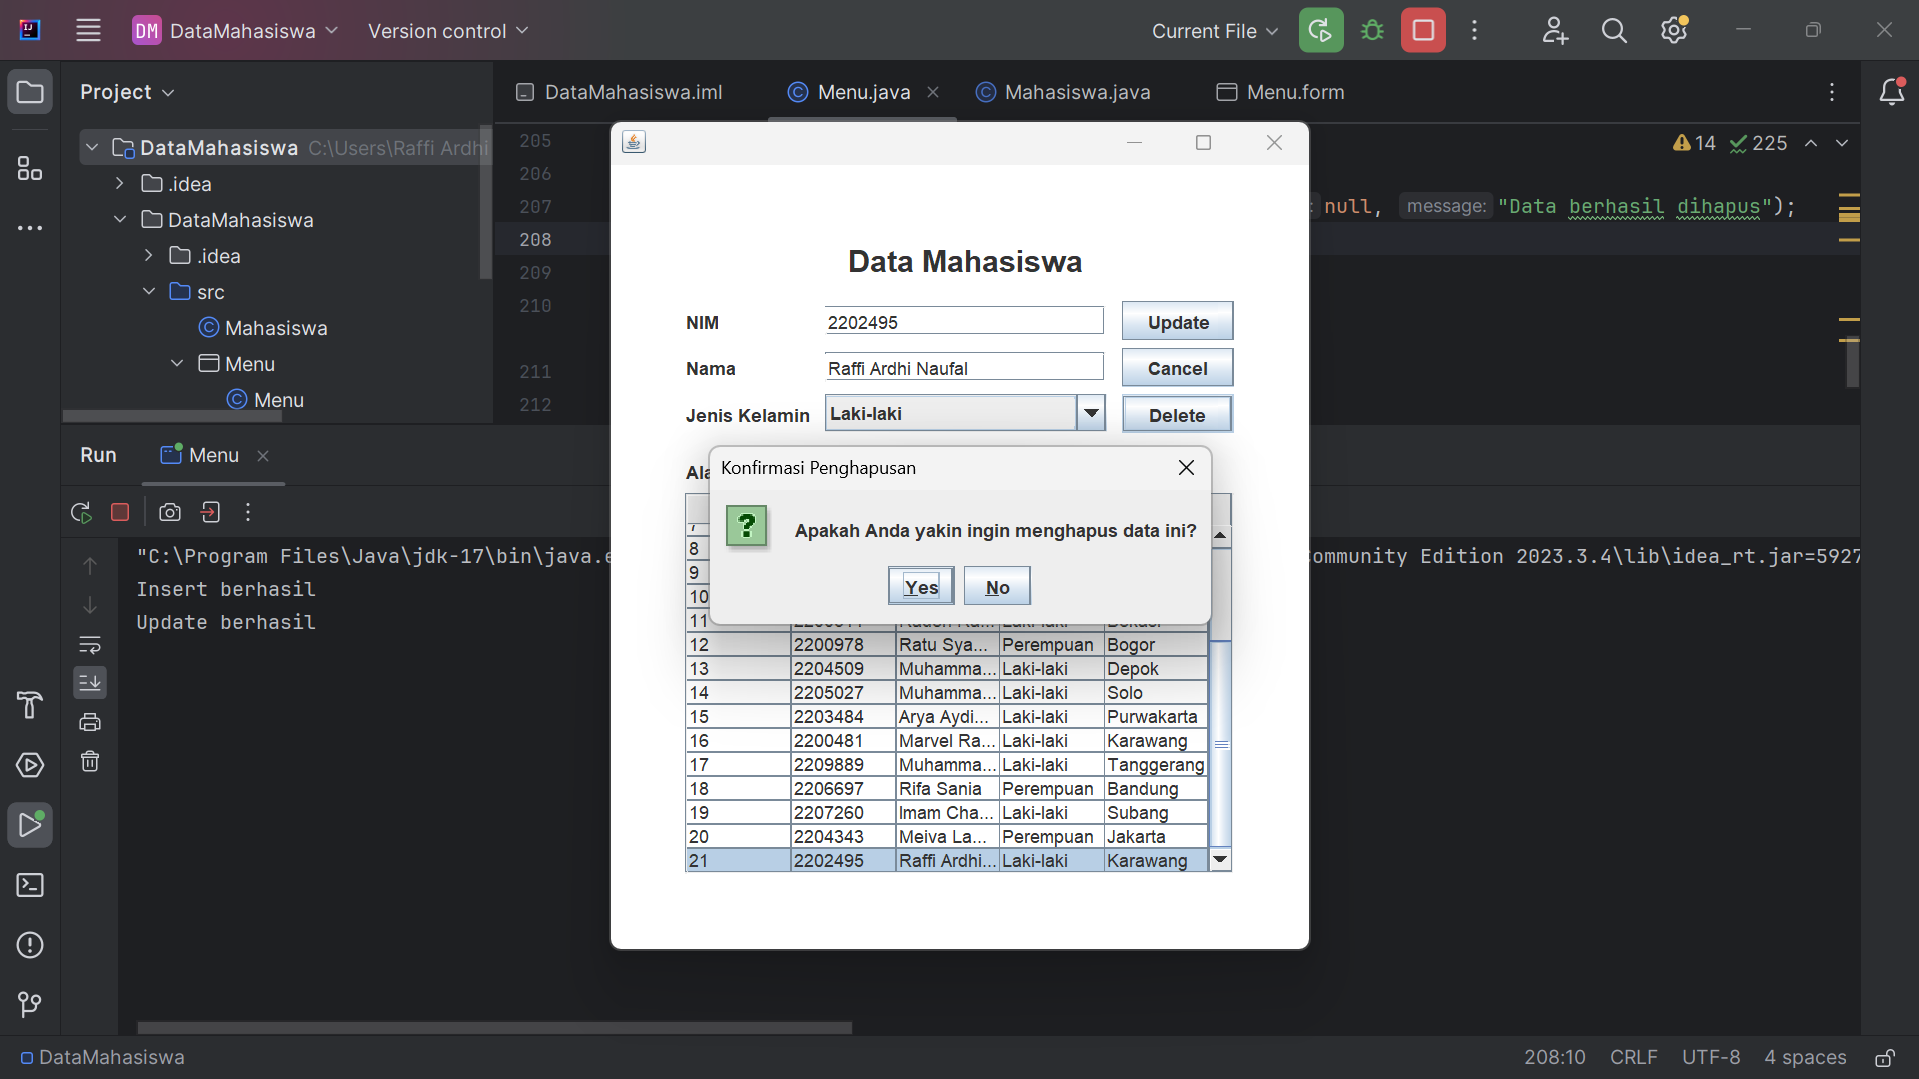 DM DataMahasiswa Version control Current File
Project
DataMahasiswa.iml Menu.java Mahasiswa.java Menu.form
DataMahasiswa C:\Users\Raffi Ardhi
.idea
DataMahasiswa
.idea
src
Mahasiswa
Menu
Menu
205
206
207
208
209
210
211
212
14 225
null, message: "Data berhasil dihapus");
Data Mahasiswa
NIM 2202495 Update
Nama Raffi Ardhi Naufal Cancel
Jenis Kelamin Laki-laki Delete
Konfirmasi Penghapusan
Apakah Anda yakin ingin menghapus data ini?
Yes No
8
9
10
11
12 2200978 Ratu Sya... Perempuan Bogor
13 2204509 Muhamma... Laki-laki Depok
14 2205027 Muhamma... Laki-laki Solo
15 2203484 Arya Aydi... Laki-laki Purwakarta
16 2200481 Marvel Ra... Laki-laki Karawang
17 2209889 Muhamma... Laki-laki Tanggerang
18 2206697 Rifa Sania Perempuan Bandung
19 2207260 Imam Cha... Laki-laki Subang
20 2204343 Meiva La... Perempuan Jakarta
21 2202495 Raffi Ardhi... Laki-laki Karawang
Run Menu
"C:\Program Files\Java\jdk-17\bin\java.e ommunity Edition 2023.3.4\lib\idea_rt.jar=5927
Insert berhasil
Update berhasil
DataMahasiswa 208:10 CRLF UTF-8 4 spaces